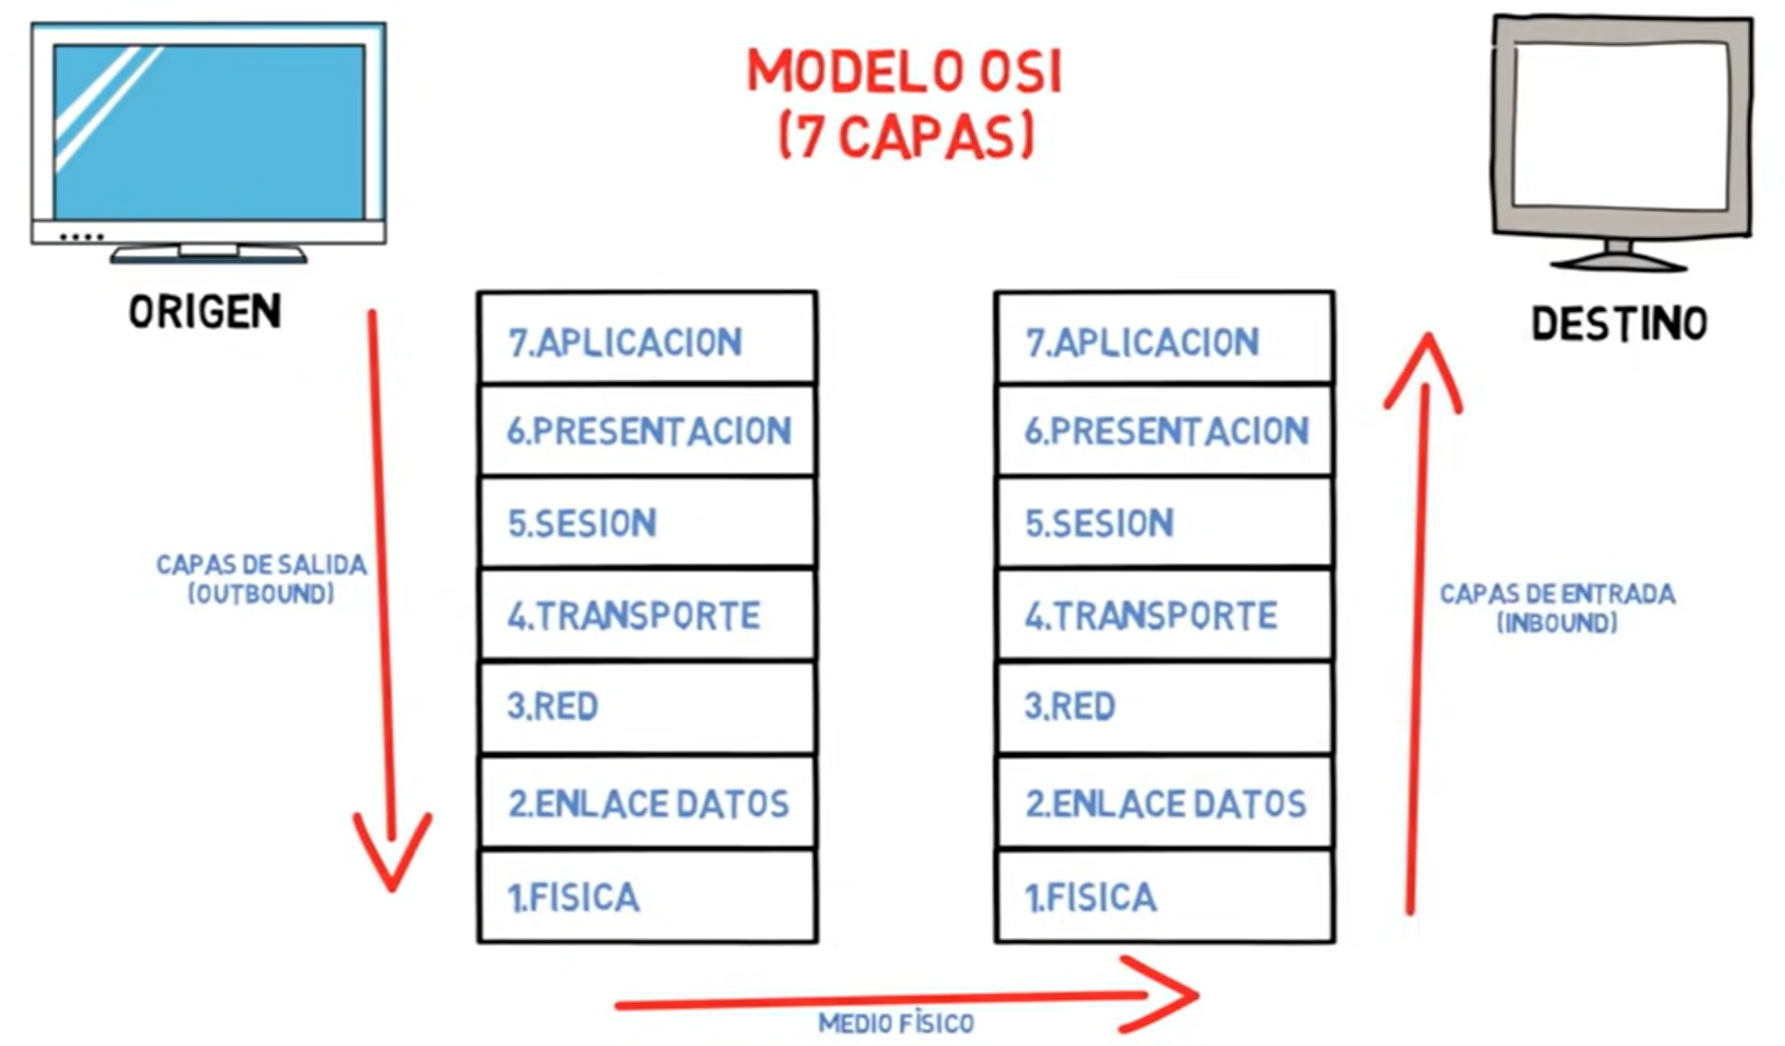 MODELO OSI
(7 CAPAS)
ORIGEN
DESTINO
7.APLICACION
6.PRESENTACION
5.SESION
4.TRANSPORTE
3.RED
2.ENLACE DATOS
1.FISICA
7.APLICACION
6.PRESENTACION
5.SESION
4.TRANSPORTE
3.RED
2.ENLACE DATOS
1.FISICA
CAPAS DE SALIDA
(OUTBOUND)
CAPAS DE ENTRADA
(INBOUND)
MEDIO FÌSICO